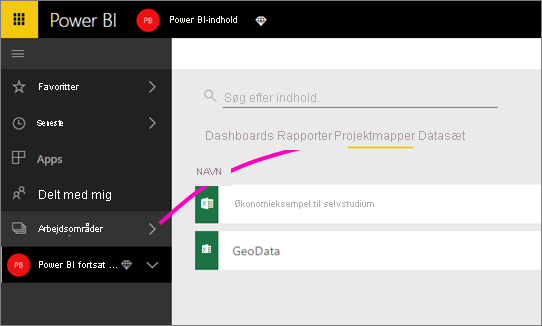 Power BI
PB
Power BI-indhold
Favoritter
Seneste
Apps
Delt med mig
Arbejdsområder
PB
Power BI fortsat ...
Søg efter indhold.
Dashboards Rapporter Projektmapper Datasæt
NAVN
Økonomieksempel til selvstudium
GeoData